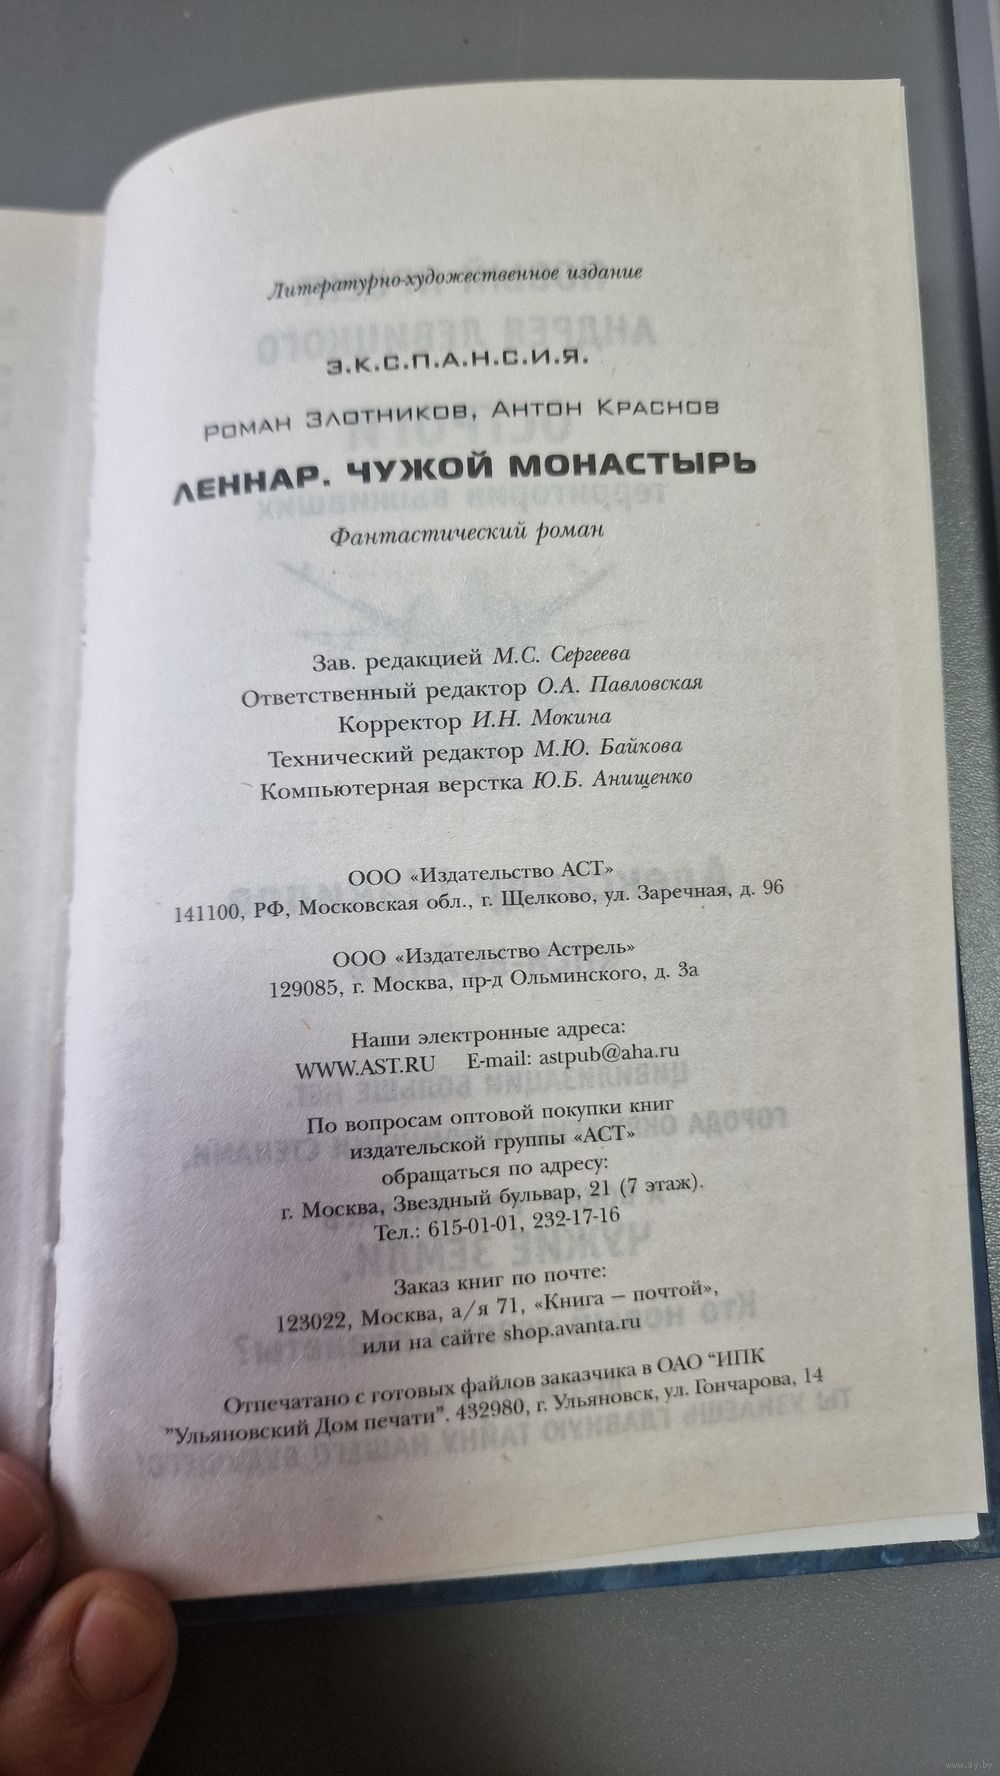 Литературно-художественное издание
Э.К.С.П.А.Н.С.И.Я.
Роман Злотников, Антон Краснов
ЛЕННАР. ЧУЖОЙ МОНАСТЫРЬ
Фантастический роман
Зав. редакцией М.С. Сергеева
Ответственный редактор О.А. Павловская
Корректор И.Н. Мокина
Технический редактор М.Ю. Байкова
Компьютерная верстка Ю.Б. Анищенко
ООО «Издательство АСТ»
141100, РФ, Московская обл., г. Щелково, ул. Заречная, д. 96
ООО «Издательство Астрель»
129085, г. Москва, пр-д Ольминского, д. 3а
Наши электронные адреса:
WWW.AST.RU E-mail: astpub@aha.ru
По вопросам оптовой покупки книг
издательской группы «АСТ»
обращаться по адресу:
г. Москва, Звездный бульвар, 21 (7 этаж).
Тел.: 615-01-01, 232-17-16
Заказ книг по почте:
123022, Москва, а/я 71, «Книга – почтой»,
или на сайте shop.avanta.ru
Отпечатано с готовых файлов заказчика в ОАО "ИПК
"Ульяновский Дом печати". 432980, г. Ульяновск, ул. Гончарова, 14
www.ay.by